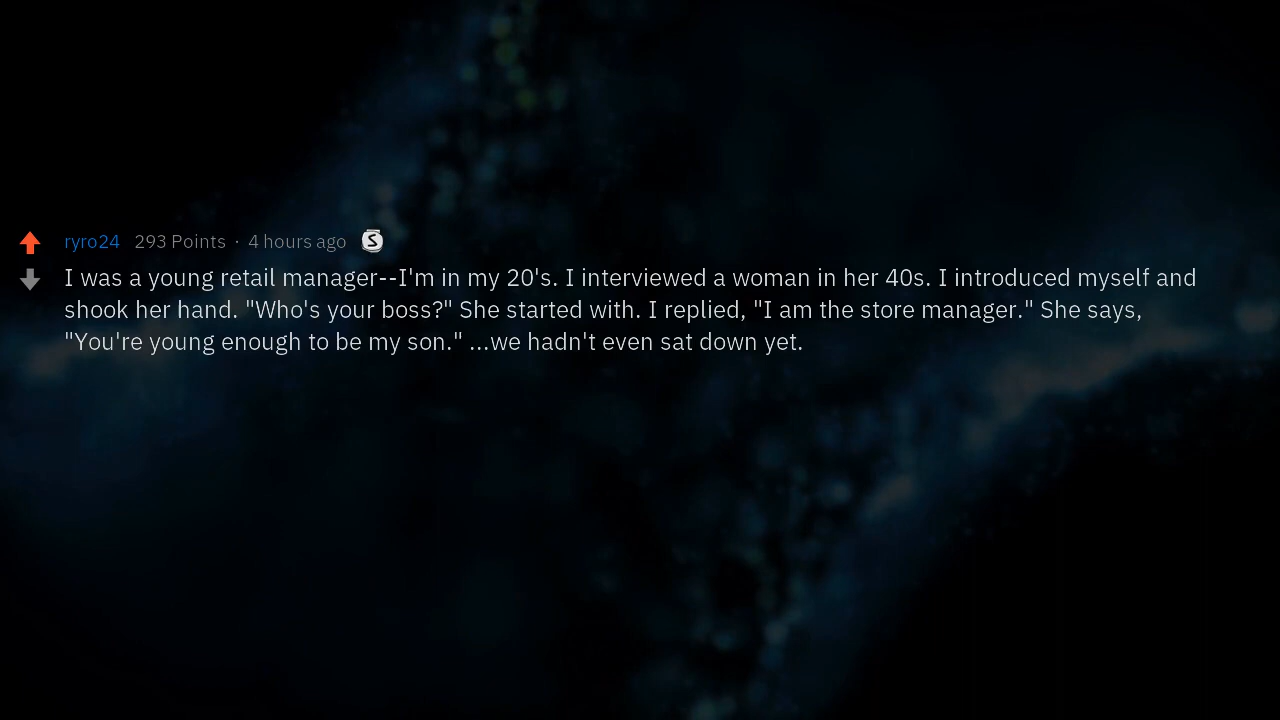 ryro24 293 Points · 4 hours ago S
I was a young retail manager--I'm in my 20's. I interviewed a woman in her 40s. I introduced myself and
shook her hand. "Who's your boss?" She started with. I replied, "I am the store manager." She says,
"You're young enough to be my son." ...we hadn't even sat down yet.